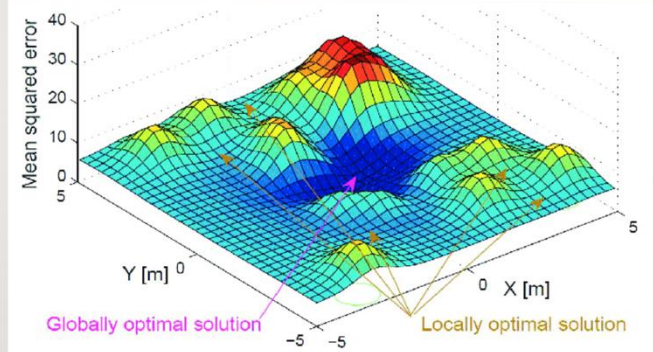 40
30
20
10
0
Mean squared error
5
Y [m]
0
-5
-5
0
X [m]
5
Globally optimal solution
Locally optimal solution